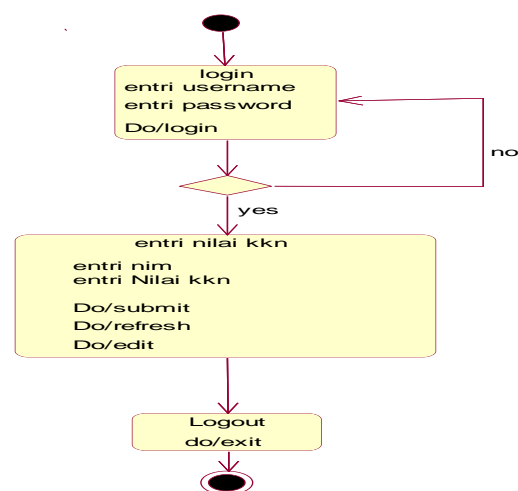 login
entri username
entri password
Do/login
no
yes
entri nilai kkn
entri nim
entri Nilai kkn
Do/submit
Do/refresh
Do/edit
Logout
do/exit